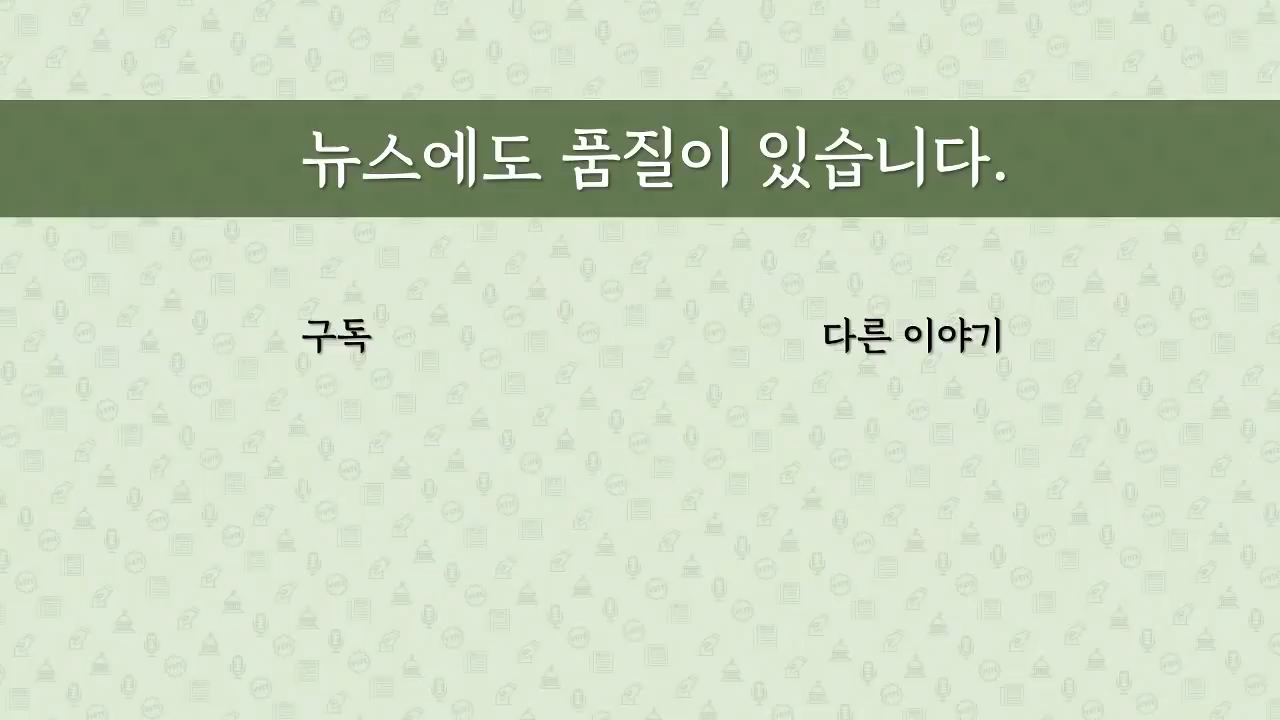 뉴스에도 품질이 있습니다.
구독
다른 이야기